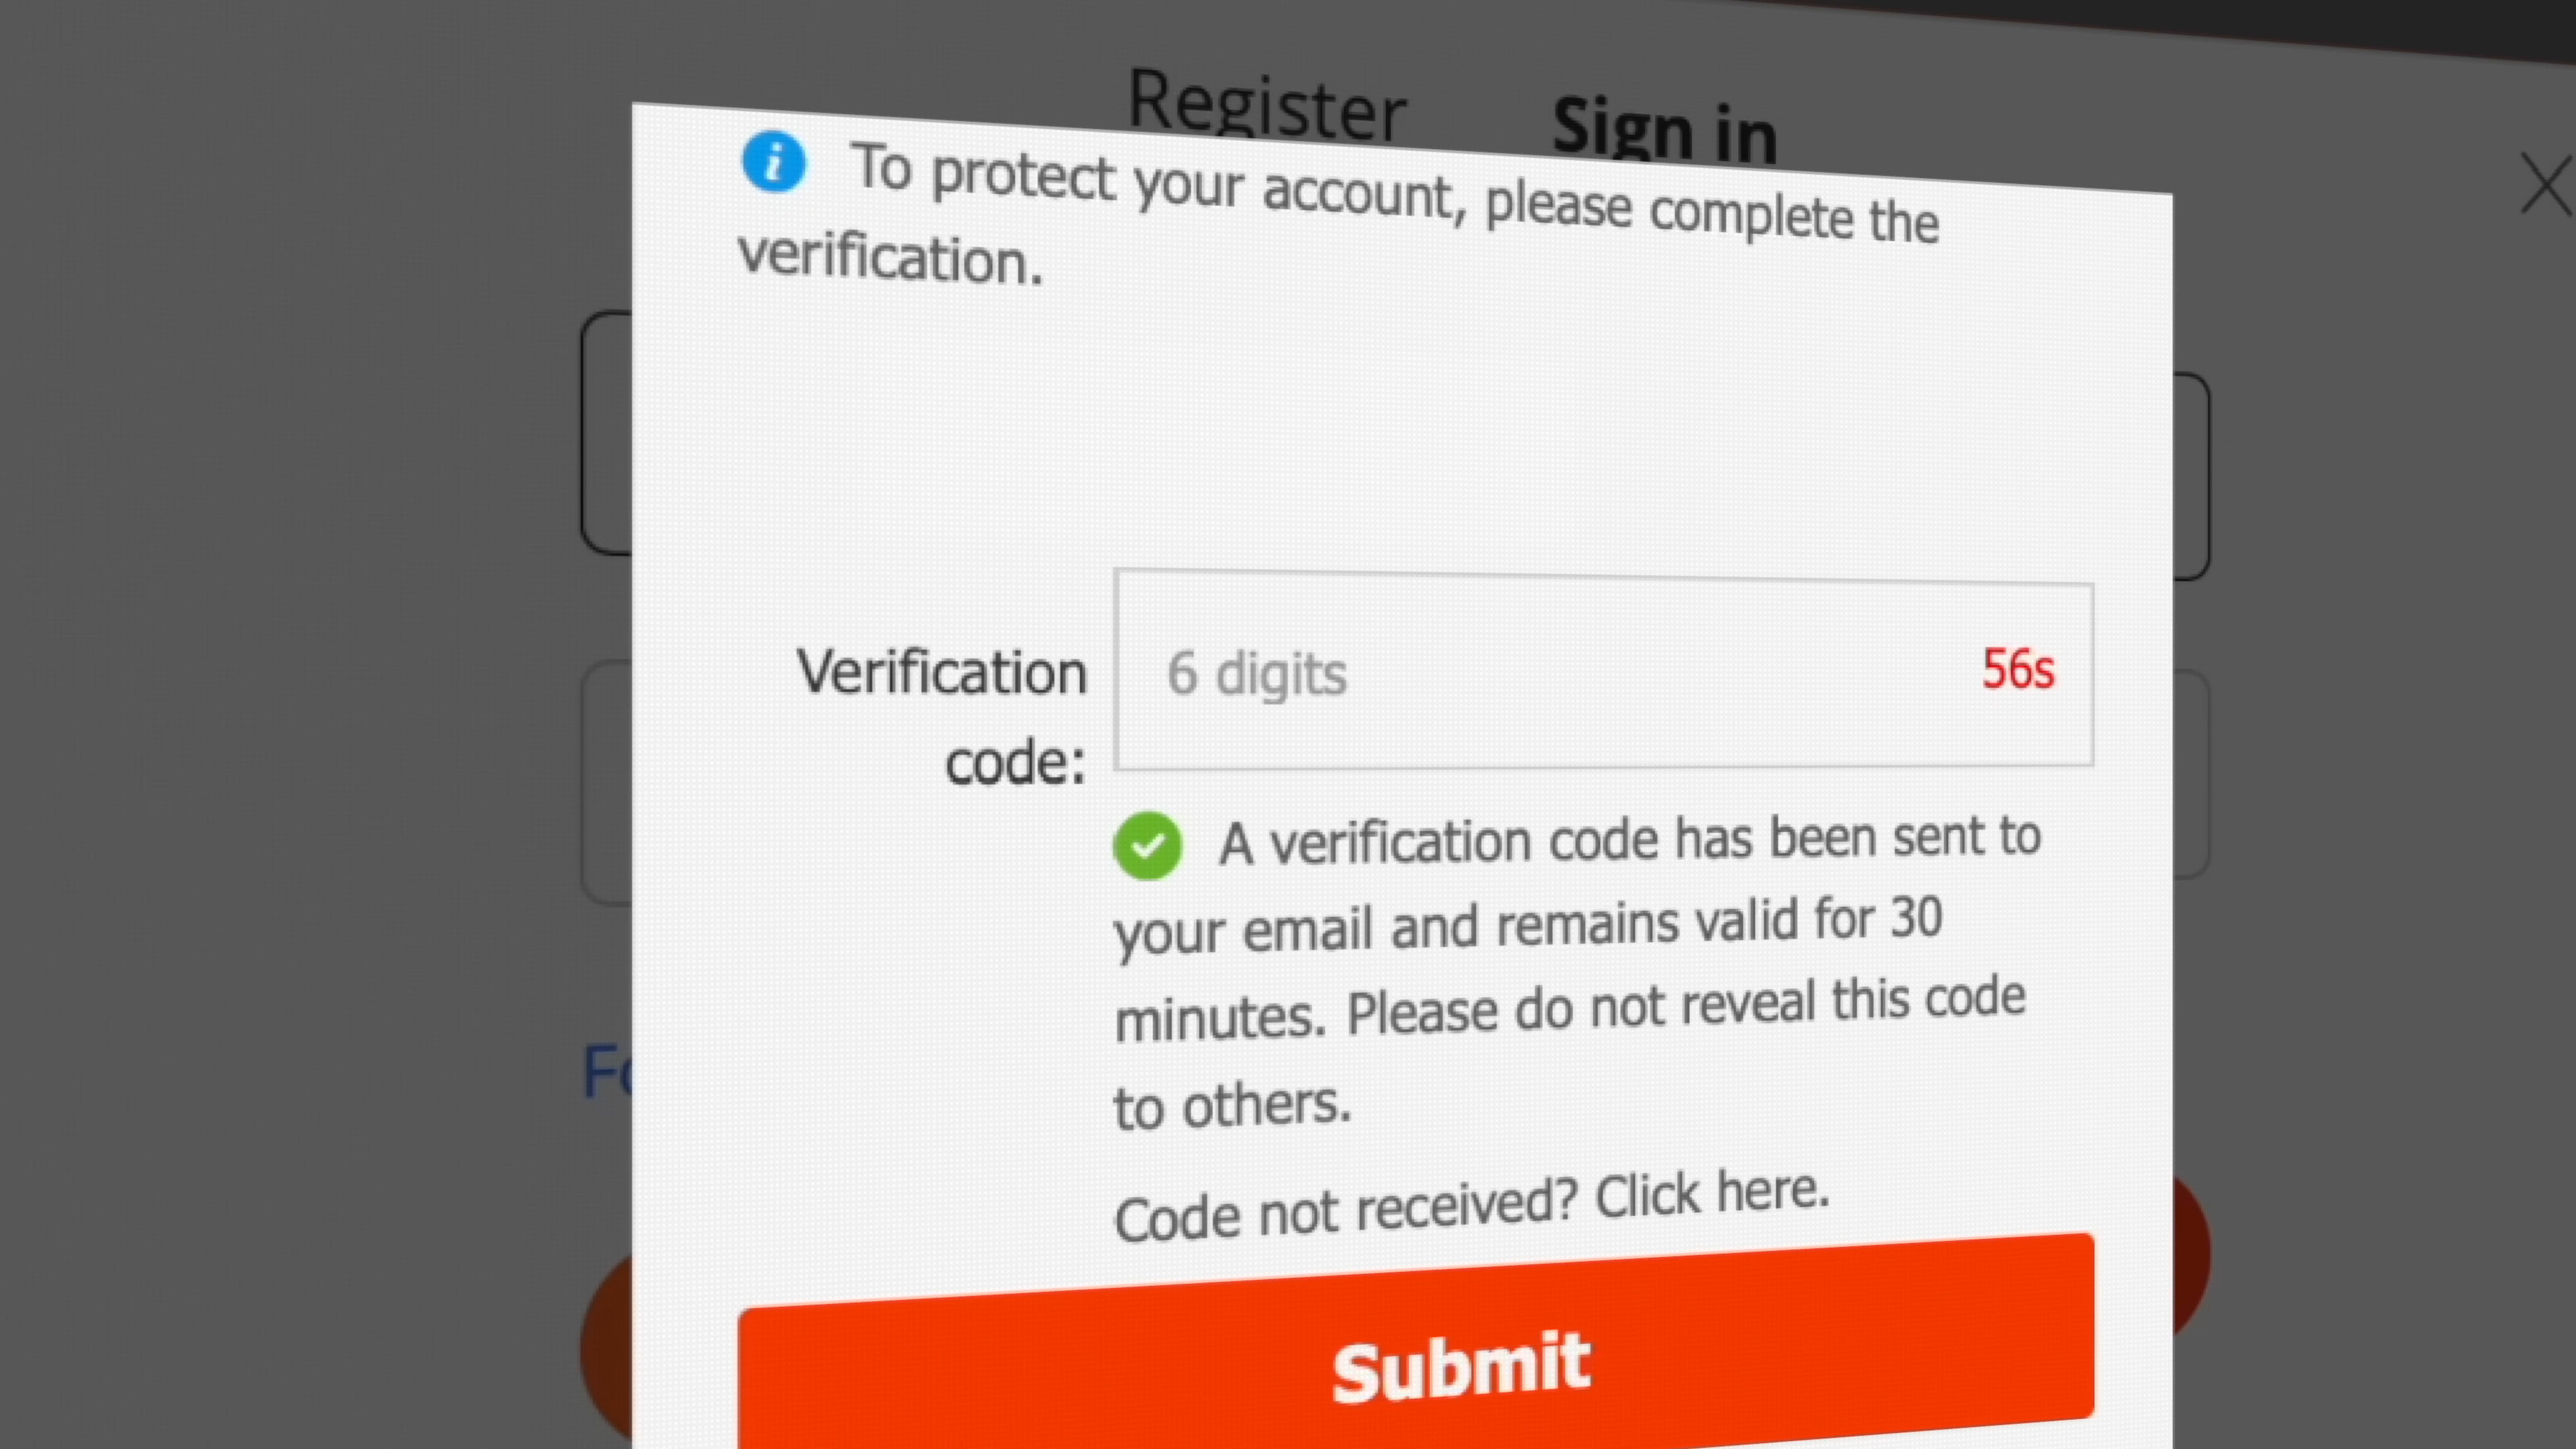 Register Sign in
To protect your account, please complete the
verification.
Verification
code:
6 digits 56s
A verification code has been sent to
your email and remains valid for 30
minutes. Please do not reveal this code
to others.
Code not received? Click here.
Submit